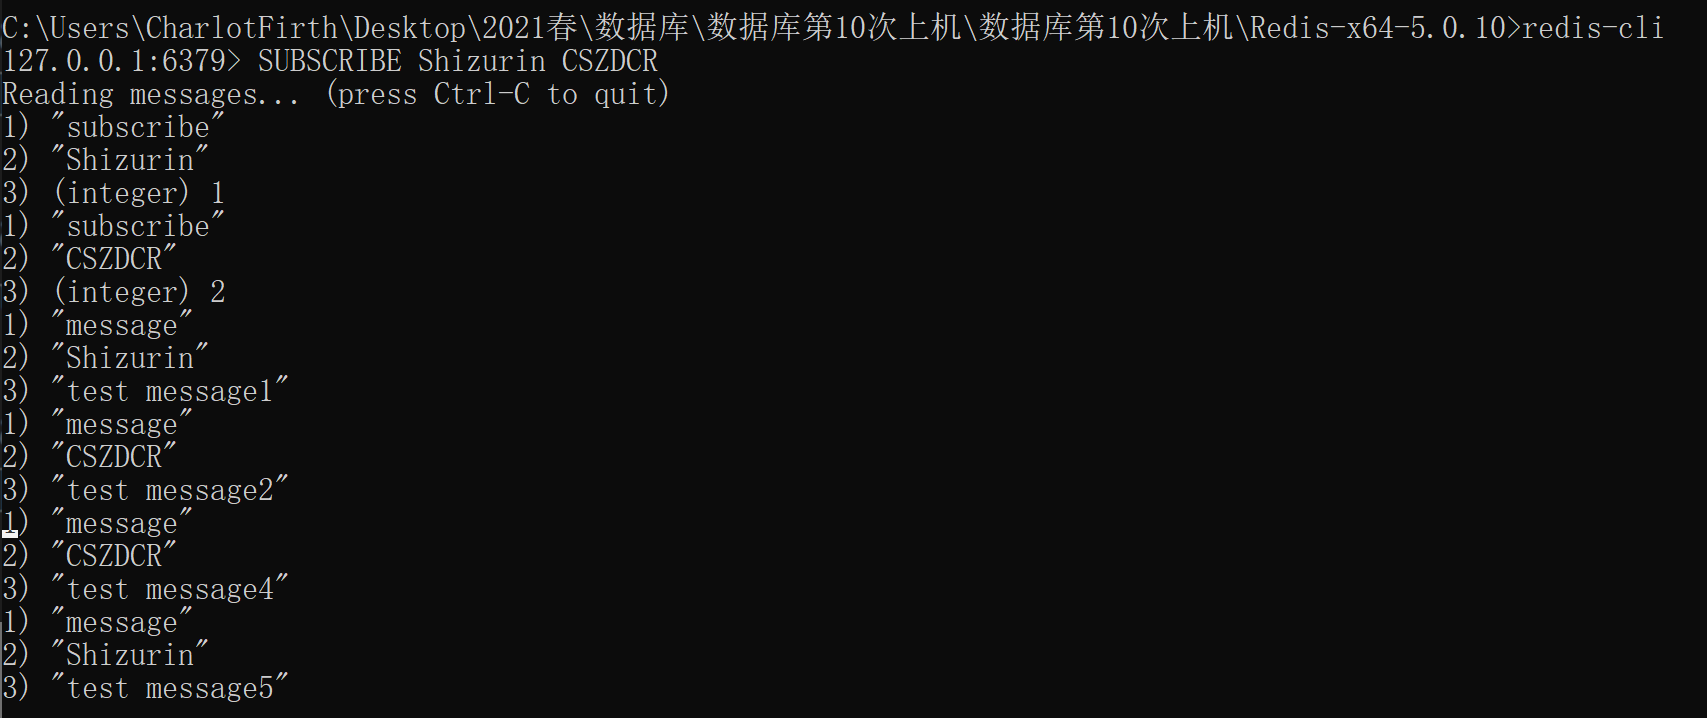 C:\Users\CharlotFirth\Desktop\2021春\数据库\数据库第10次上机\数据库第10次上机\Redis-x64-5.0.10>redis-cli
127.0.0.1:6379> SUBSCRIBE Shizurin CSZDCR
Reading messages... (press Ctrl-C to quit)
1) "subscribe"
2) "Shizurin"
3) (integer) 1
1) "subscribe"
2) "CSZDCR"
3) (integer) 2
1) "message"
2) "Shizurin"
3) "test message1"
1) "message"
2) "CSZDCR"
3) "test message2"
1) "message"
2) "CSZDCR"
3) "test message4"
1) "message"
2) "Shizurin"
3) "test message5"